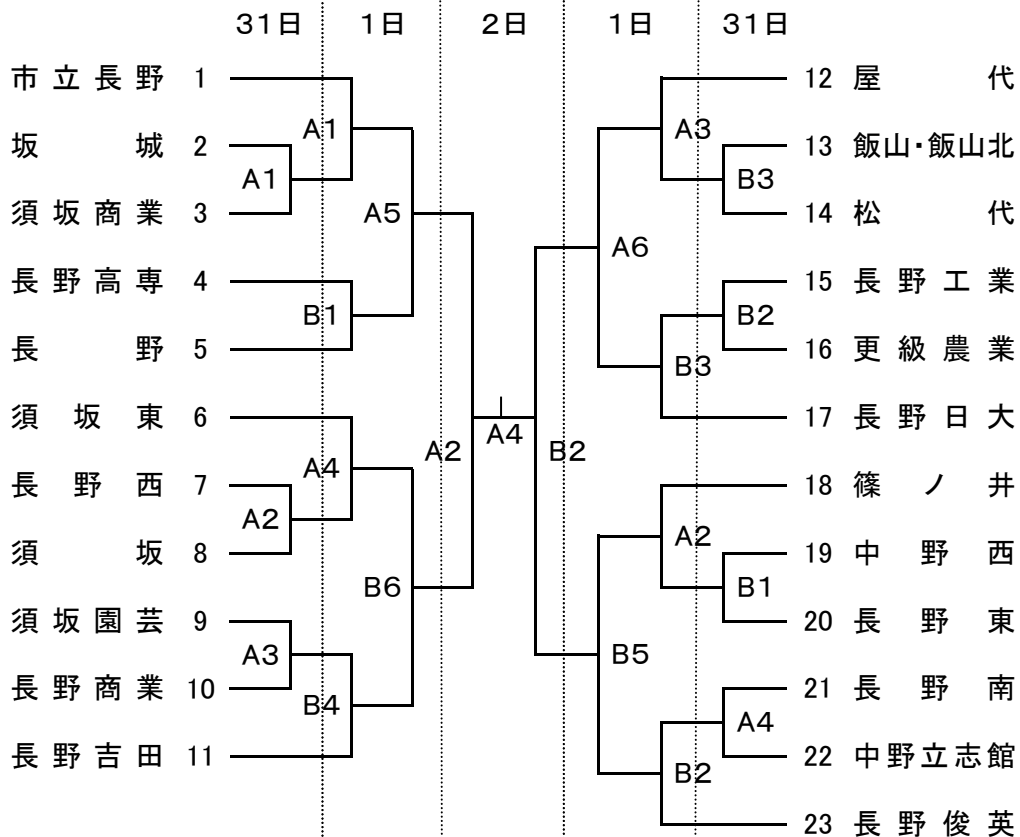 31日 1日 2日 1日 31日
市立長野 1 12 屋代
A1 A3
坂城 2 13 飯山・飯山北
A1 B3
須坂商業 3 A5 14 松代
A6
長野高専 4 15 長野工業
B1 B2
長野 5 16 更級農業
B3
須坂東 6 17 長野日大
A4
A2 B2
A4
長野西 7 18 篠ノ井
A2 A2
須坂 8 19 中野西
B6 B1
須坂園芸 9 20 長野東
A3 B5
長野商業 10 21 長野南
B4 A4
長野吉田 11 22 中野立志館
B2
23 長野俊英